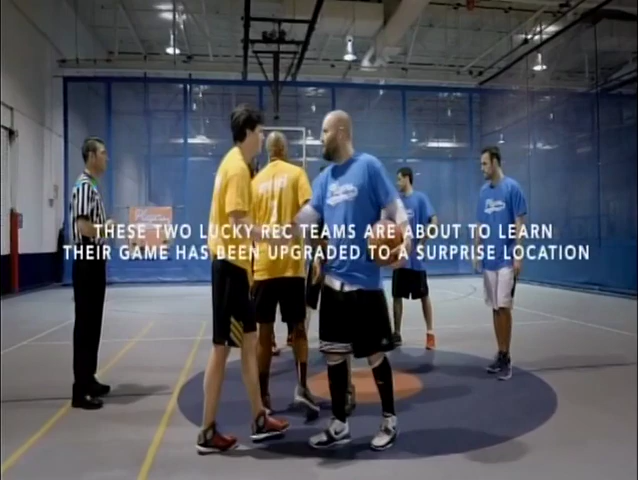 THESE TWO LUCKY REC TEAMS ARE ABOUT TO LEARN
THEIR GAME HAS BEEN UPGRADED TO A SURPRISE LOCATION